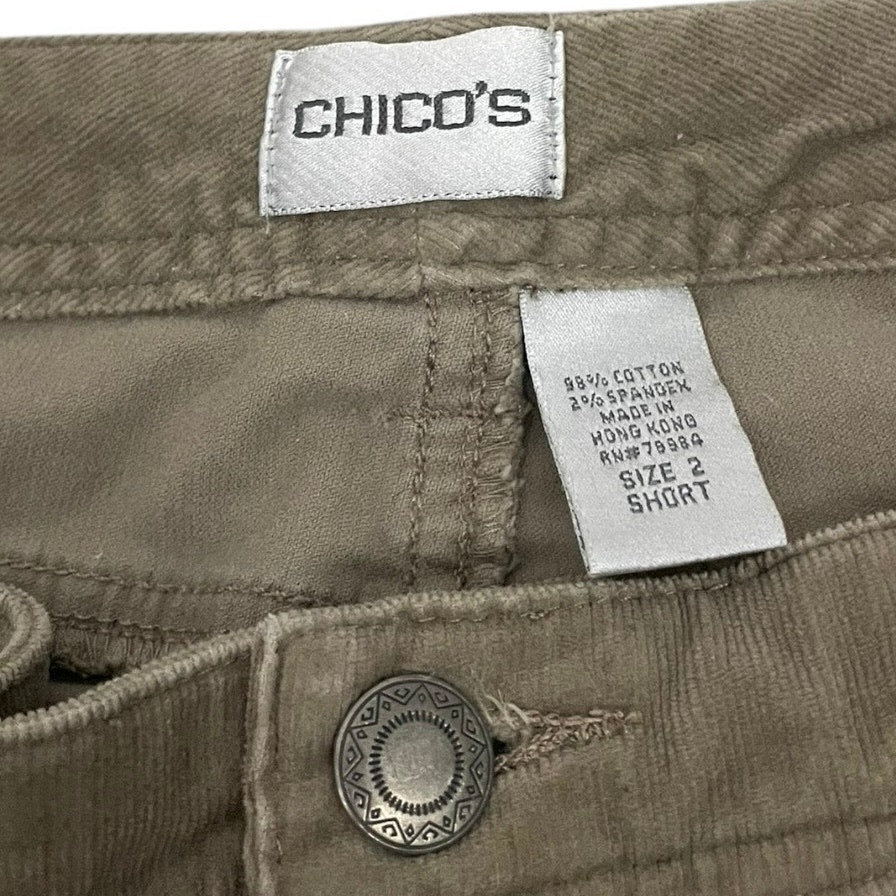 CHICO'S
98% COTTON
2% SPANDEX
MADE IN
HONG KONG
RN#79984
SIZE 2
SHORT